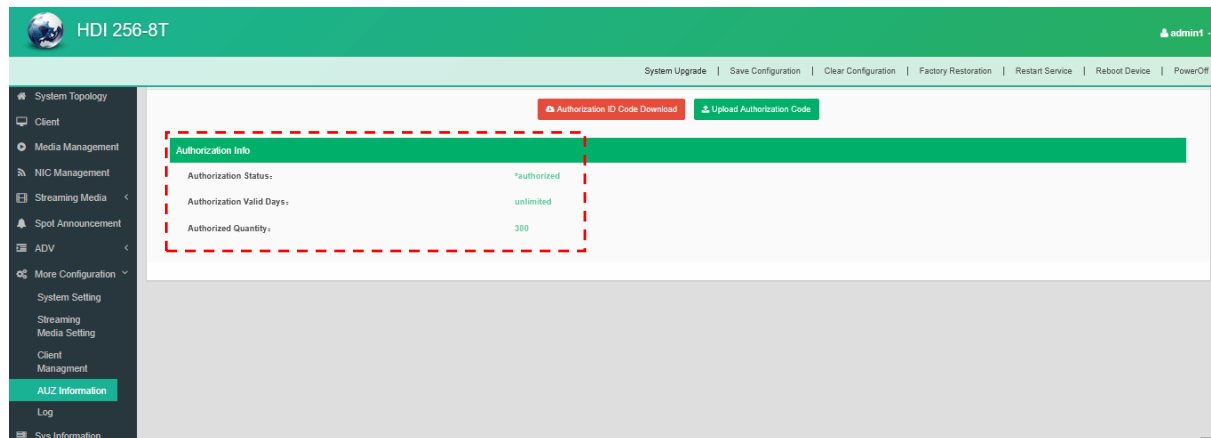 HDI 256-8T
admin1
System Upgrade | Save Configuration | Clear Configuration | Factory Restoration | Restart Service | Reboot Device | PowerOff
System Topology
Client
Media Management
NIC Management
Streaming Media
Spot Announcement
ADV
More Configuration
System Setting
Streaming
Media Setting
Client
Managment
AUZ Information
Log
Sys Information
Authorization ID Code Download
Upload Authorization Code
Authorization Info
Authorization Status: *authorized
Authorization Valid Days: unlimited
Authorized Quantity: 300